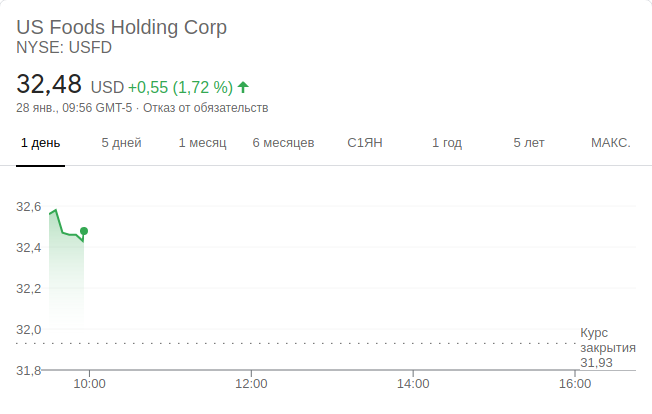 US Foods Holding Corp
NYSE: USFD
32,48 USD +0,55 (1,72 %)
28 янв., 09:56 GMT-5 · Отказ от обязательств
1 день 5 дней 1 месяц 6 месяцев С1ЯН 1 год 5 лет МАКС.
32,6
32,4
32,2
32,0
31,8
Курс
закрытия
31,93
10:00 12:00 14:00 16:00